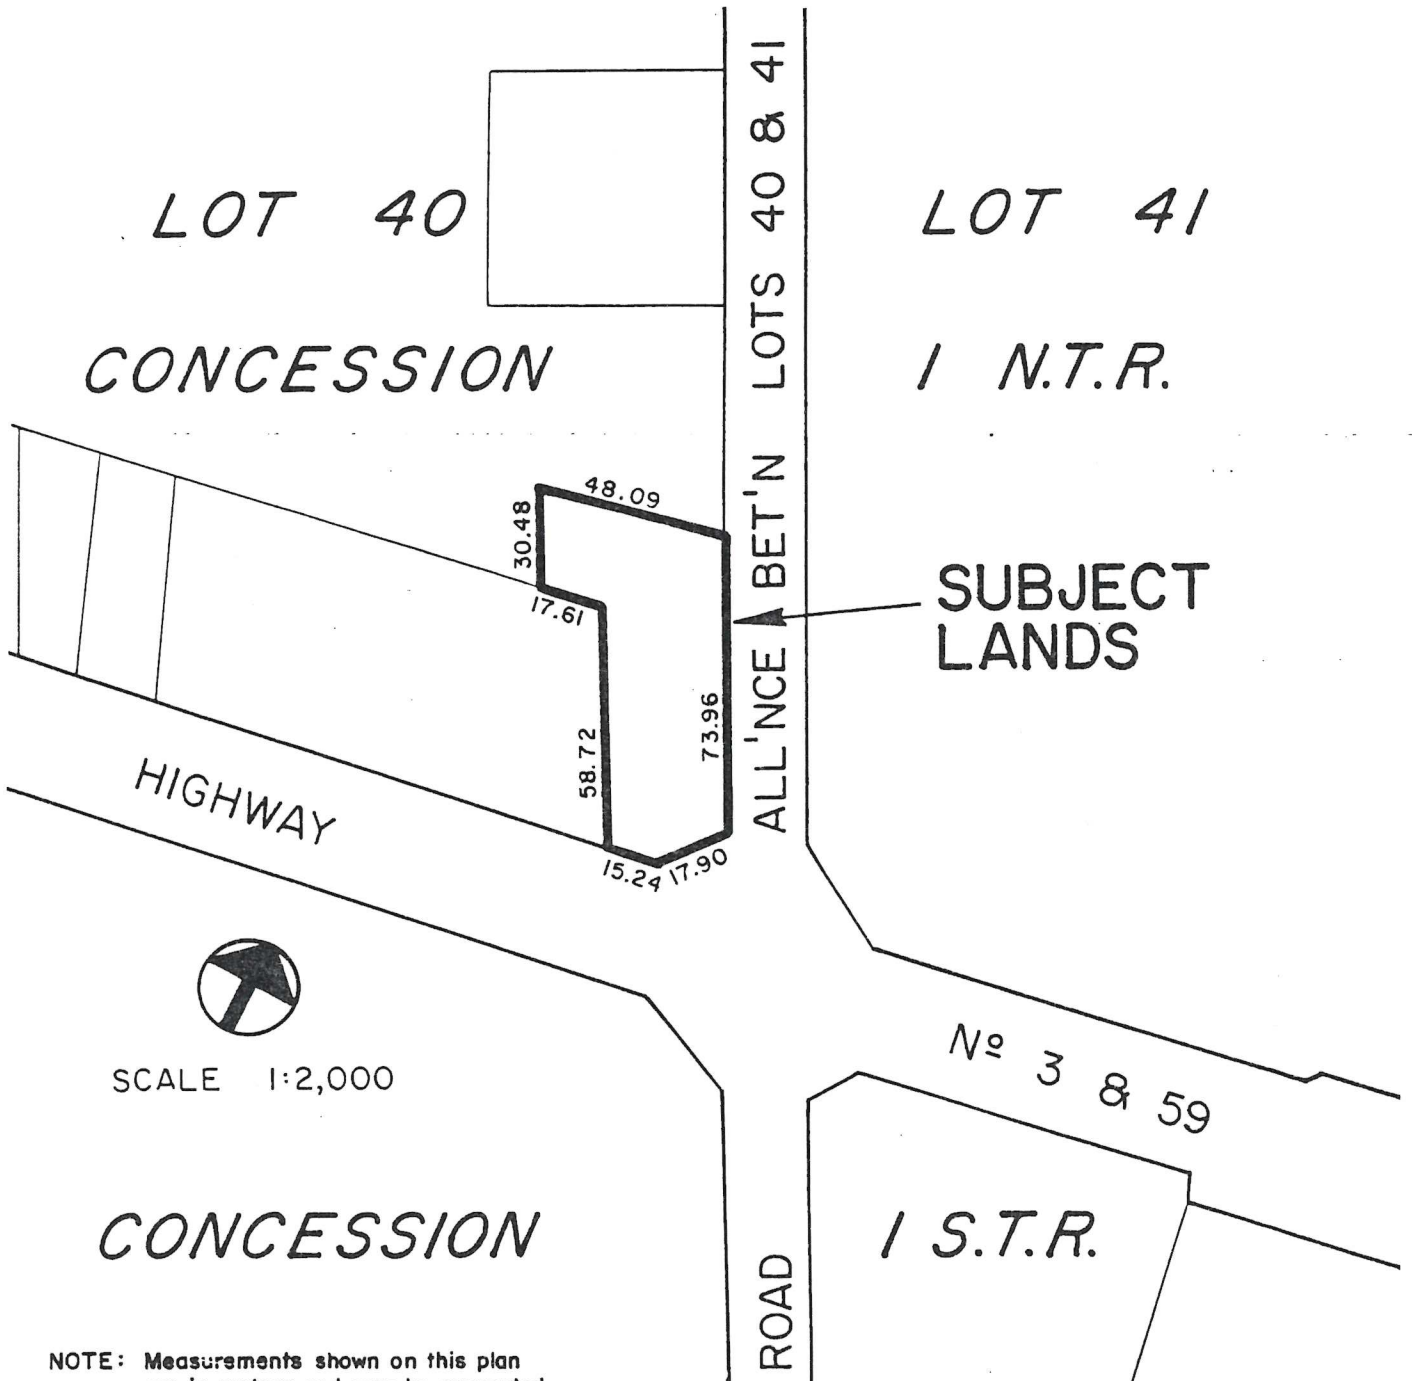 LOT 40
LOT 41
ALL'NCE BET'N LOTS 40 & 41
CONCESSION
1 N.T.R.
48.09
30.48
17.61
SUBJECT
LANDS
58.72
73.96
15.24
17.90
HIGHWAY
Nº 3 & 59
SCALE 1:2,000
CONCESSION
1 S.T.R.
ROAD
NOTE: Measurements shown on this plan